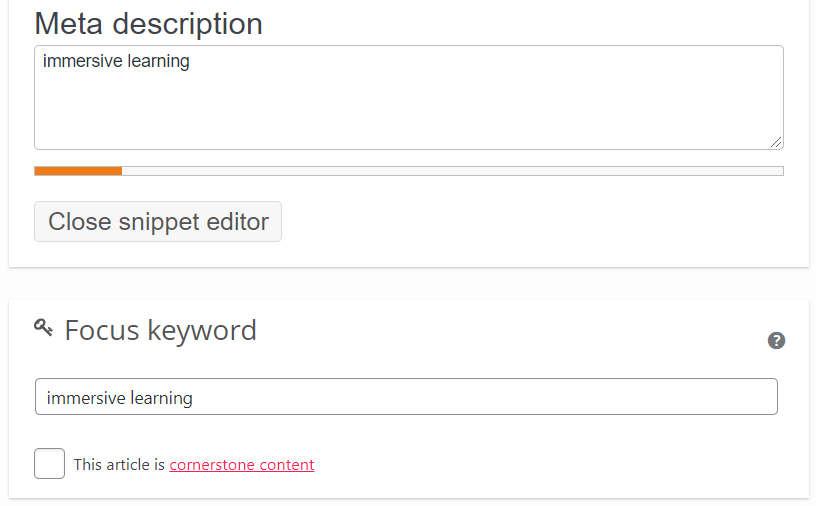 Meta description
immersive learning
Close snippet editor
Focus keyword
?
immersive learning
This article is cornerstone content